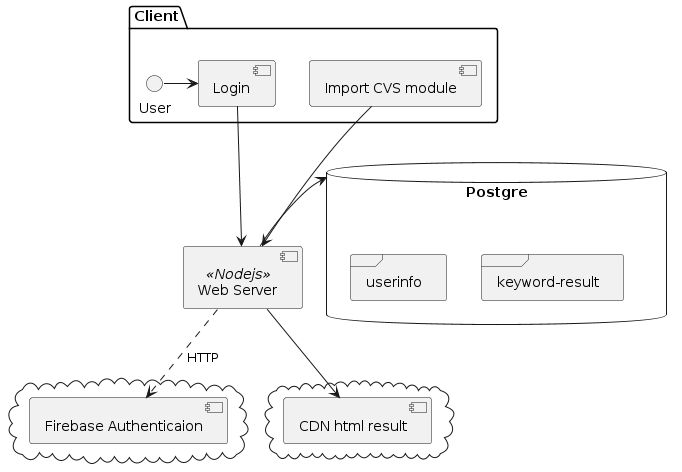 Client
Login
Import CVS module
User
Postgre
userinfo
keyword-result
«Nodejs»
Web Server
HTTP
Firebase Authenticaion
CDN html result